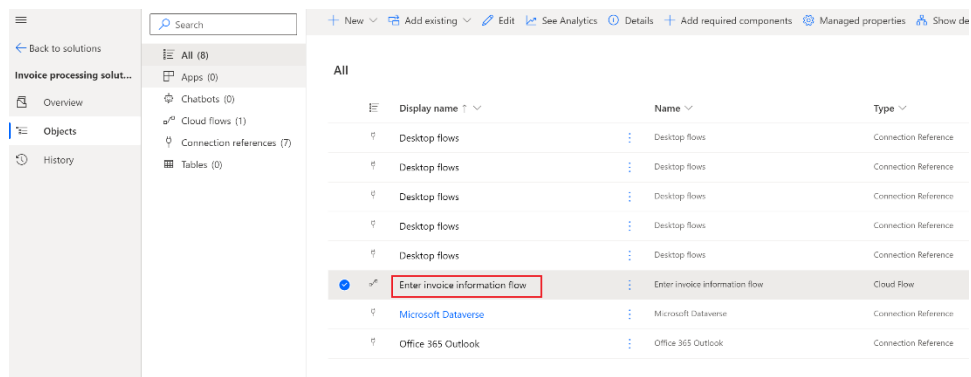 Search
New Add existing Edit See Analytics Details Add required components Managed properties Show de
Back to solutions
Invoice processing solut...
Overview
Objects
History
All (8)
Apps (0)
Chatbots (0)
Cloud flows (1)
Connection references (7)
Tables (0)
All
Display name ↑ Name Type
Desktop flows Desktop flows Connection Reference
Desktop flows Desktop flows Connection Reference
Desktop flows Desktop flows Connection Reference
Desktop flows Desktop flows Connection Reference
Desktop flows Desktop flows Connection Reference
Enter invoice information flow Enter invoice information flow Cloud Flow
Microsoft Dataverse Microsoft Dataverse Connection Reference
Office 365 Outlook Office 365 Outlook Connection Reference